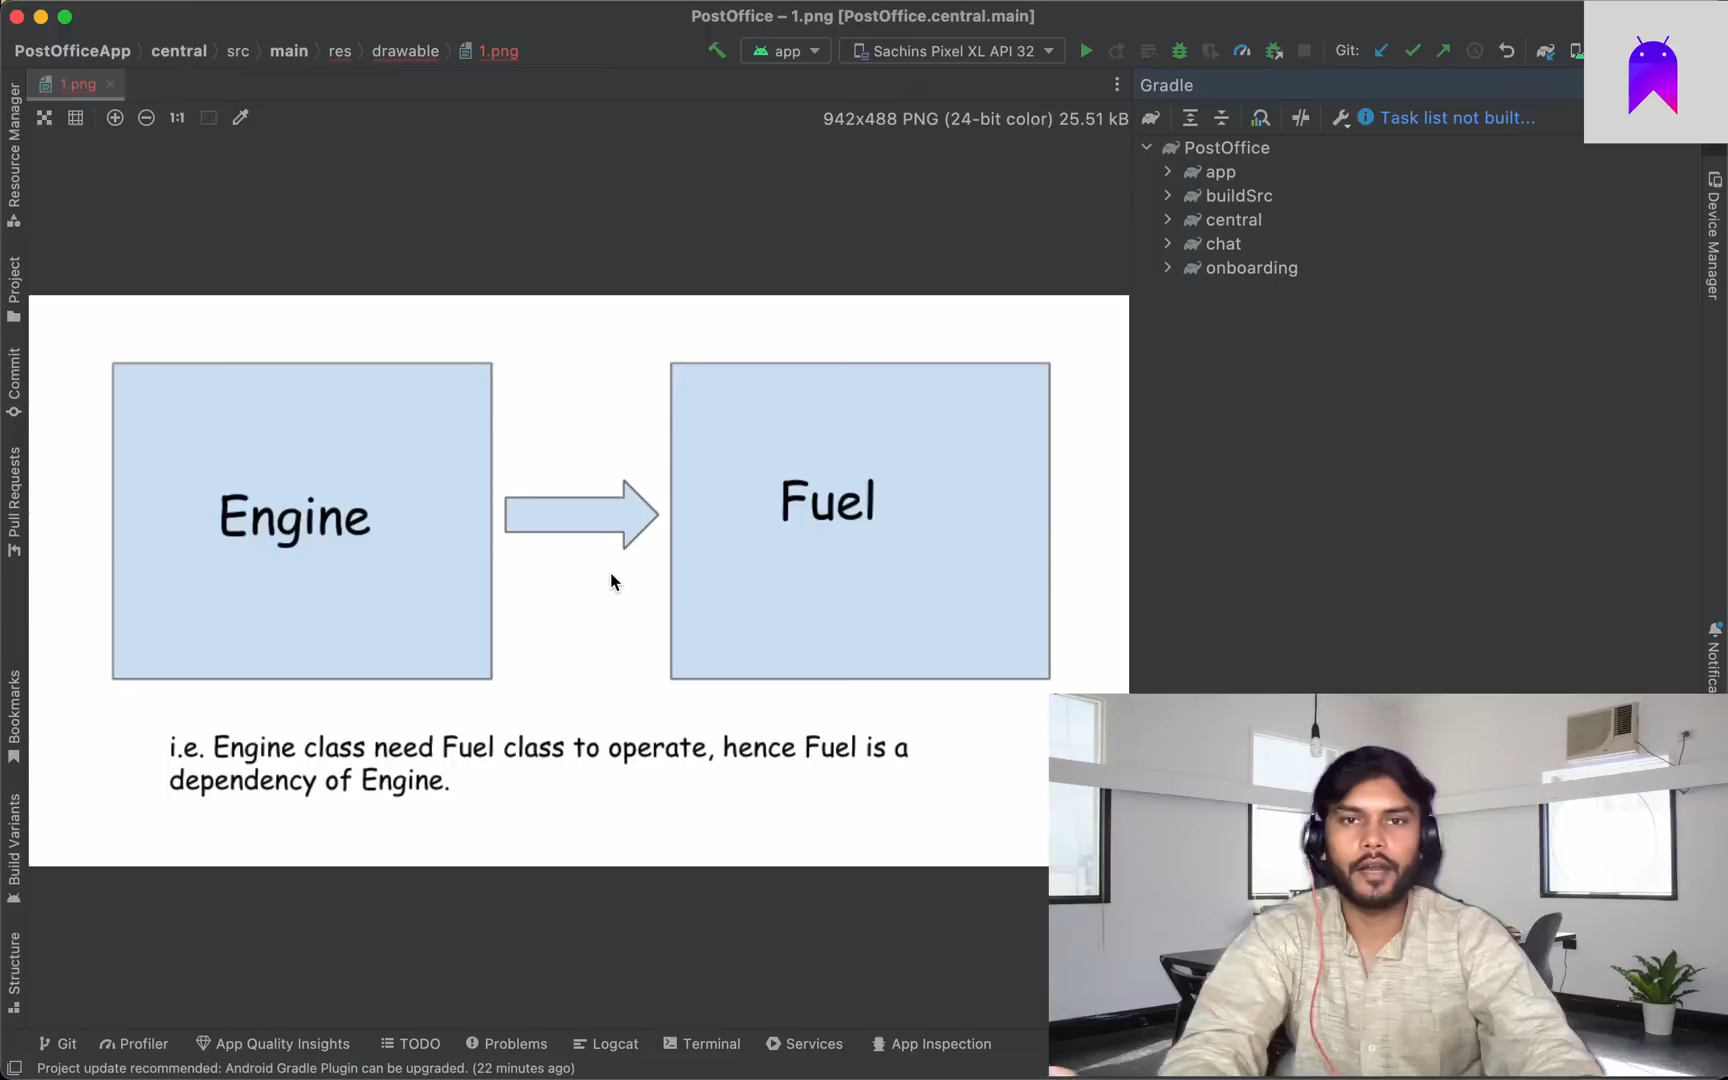 PostOffice – 1.png [PostOffice.central.main]
PostOfficeApp central src main res drawable 1.png
app
Sachins Pixel XL API 32
Git:
1.png
Gradle
1:1
942x488 PNG (24-bit color) 25.51 kB
Task list not built...
PostOffice
app
buildSrc
central
chat
onboarding
Resource Manager
Project
Commit
Pull Requests
Bookmarks
Build Variants
Structure
Device Manager
Engine
Fuel
i.e. Engine class need Fuel class to operate, hence Fuel is a
dependency of Engine.
Git Profiler App Quality Insights TODO Problems Logcat Terminal Services App Inspection
Project update recommended: Android Gradle Plugin can be upgraded. (22 minutes ago)